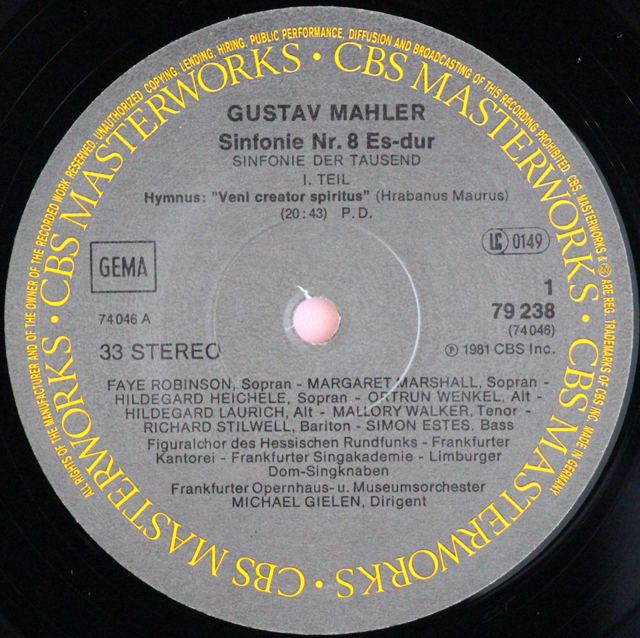 ALL RIGHTS OF THE MANUFACTURER AND OF THE OWNER OF THE RECORDED WORK RESERVED. UNAUTHORIZED COPYING, LENDING, HIRING, PUBLIC PERFORMANCE, DIFFUSION AND BROADCASTING OF THIS RECORDING PROHIBITED. CBS, MASTERWORKS & ARE REG. TRADEMARKS OF CBS INC. MADE IN GERMANY
CBS MASTERWORKS · CBS MASTERWORKS · CBS MASTERWORKS · CBS MASTERWORKS ·
GUSTAV MAHLER
Sinfonie Nr. 8 Es-dur
SINFONIE DER TAUSEND
I. TEIL
Hymnus: "Veni creator spiritus" (Hrabanus Maurus)
(20:43) P. D.
GEMA
LC 0149
74 046 A
1
79 238
(74 046)
33 STEREO
℗ 1981 CBS Inc.
FAYE ROBINSON, Sopran - MARGARET MARSHALL, Sopran -
HILDEGARD HEICHELE, Sopran - ORTRUN WENKEL, Alt -
HILDEGARD LAURICH, Alt - MALLORY WALKER, Tenor -
RICHARD STILWELL, Bariton - SIMON ESTES, Bass
Figuralchor des Hessischen Rundfunks - Frankfurter
Kantorei - Frankfurter Singakademie - Limburger
Dom-Singknaben
Frankfurter Opernhaus- u. Museumsorchester
MICHAEL GIELEN, Dirigent